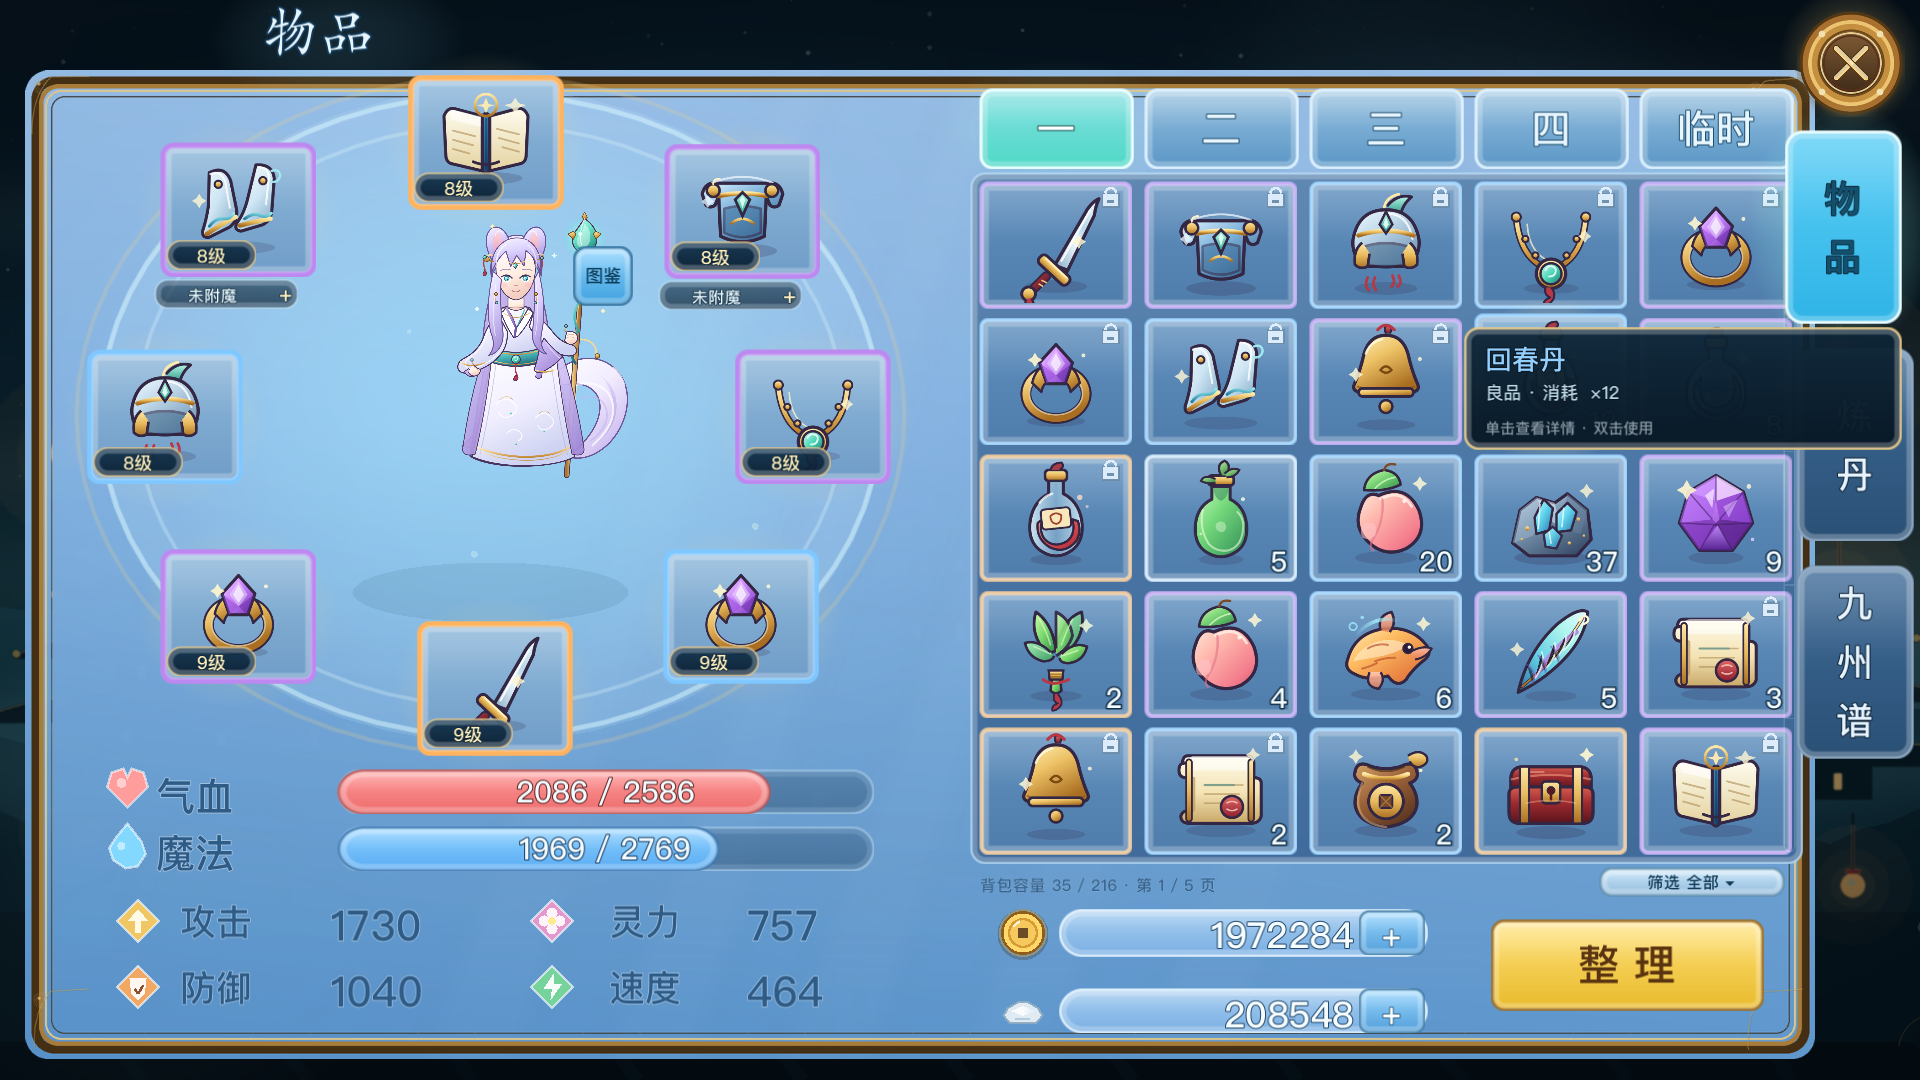 物品
8级
8级
未附魔 +
8级
未附魔 +
图鉴
8级
8级
9级
9级
9级
气血
2086 / 2586
魔法
1969 / 2769
攻击 1730
灵力 757
防御 1040
速度 464
一
二
三
四
临时
物品
丹
九州谱
回春丹
良品 · 消耗 ×12
单击查看详情 · 双击使用
5
20
37
9
2
4
6
5
3
2
2
背包容量 35 / 216 · 第 1 / 5 页
筛选 全部
1972284 +
208548 +
整理